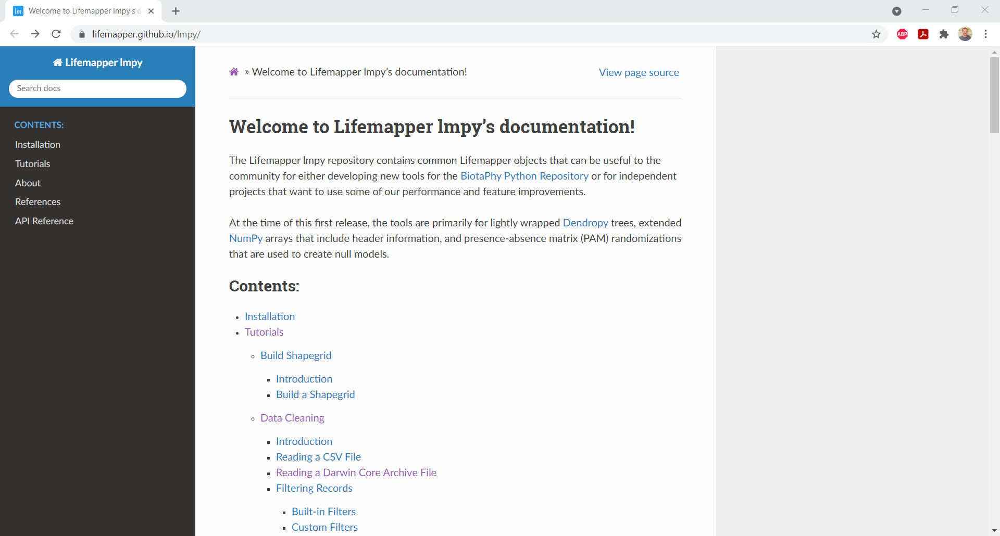 lm Welcome to Lifemapper lmpy's d
lifemapper.github.io/lmpy/
ABP
Lifemapper lmpy
Search docs
CONTENTS:
Installation
Tutorials
About
References
API Reference
» Welcome to Lifemapper lmpy’s documentation!
View page source
Welcome to Lifemapper lmpy’s documentation!
The Lifemapper lmpy repository contains common Lifemapper objects that can be useful to the
community for either developing new tools for the BiotaPhy Python Repository or for independent
projects that want to use some of our performance and feature improvements.
At the time of this first release, the tools are primarily for lightly wrapped Dendropy trees, extended
NumPy arrays that include header information, and presence-absence matrix (PAM) randomizations
that are used to create null models.
Contents:
Installation
Tutorials
Build Shapegrid
Introduction
Build a Shapegrid
Data Cleaning
Introduction
Reading a CSV File
Reading a Darwin Core Archive File
Filtering Records
Built-in Filters
Custom Filters